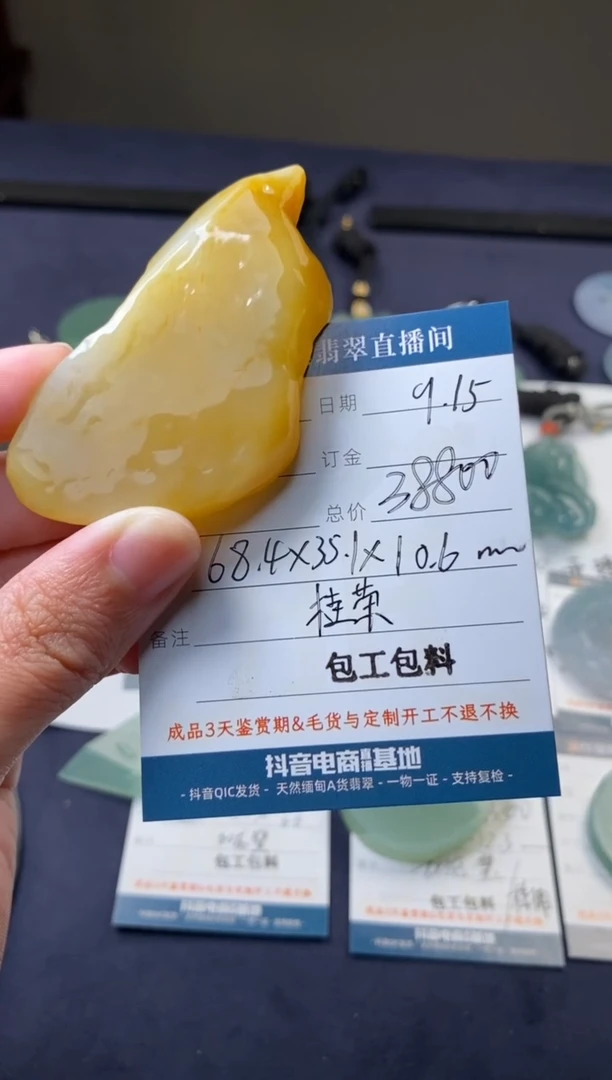 翡翠直播间
日期 9.15
订金
总价 38800
68.4×35.1×10.6 mm
备注 桂荣
包工包料
成品3天鉴赏期&毛货与定制开工不退不换
抖音电商基地
- 抖音QIC发货 - 天然缅甸A货翡翠 - 一物一证 - 支持复检 -
包工包料
包工包料